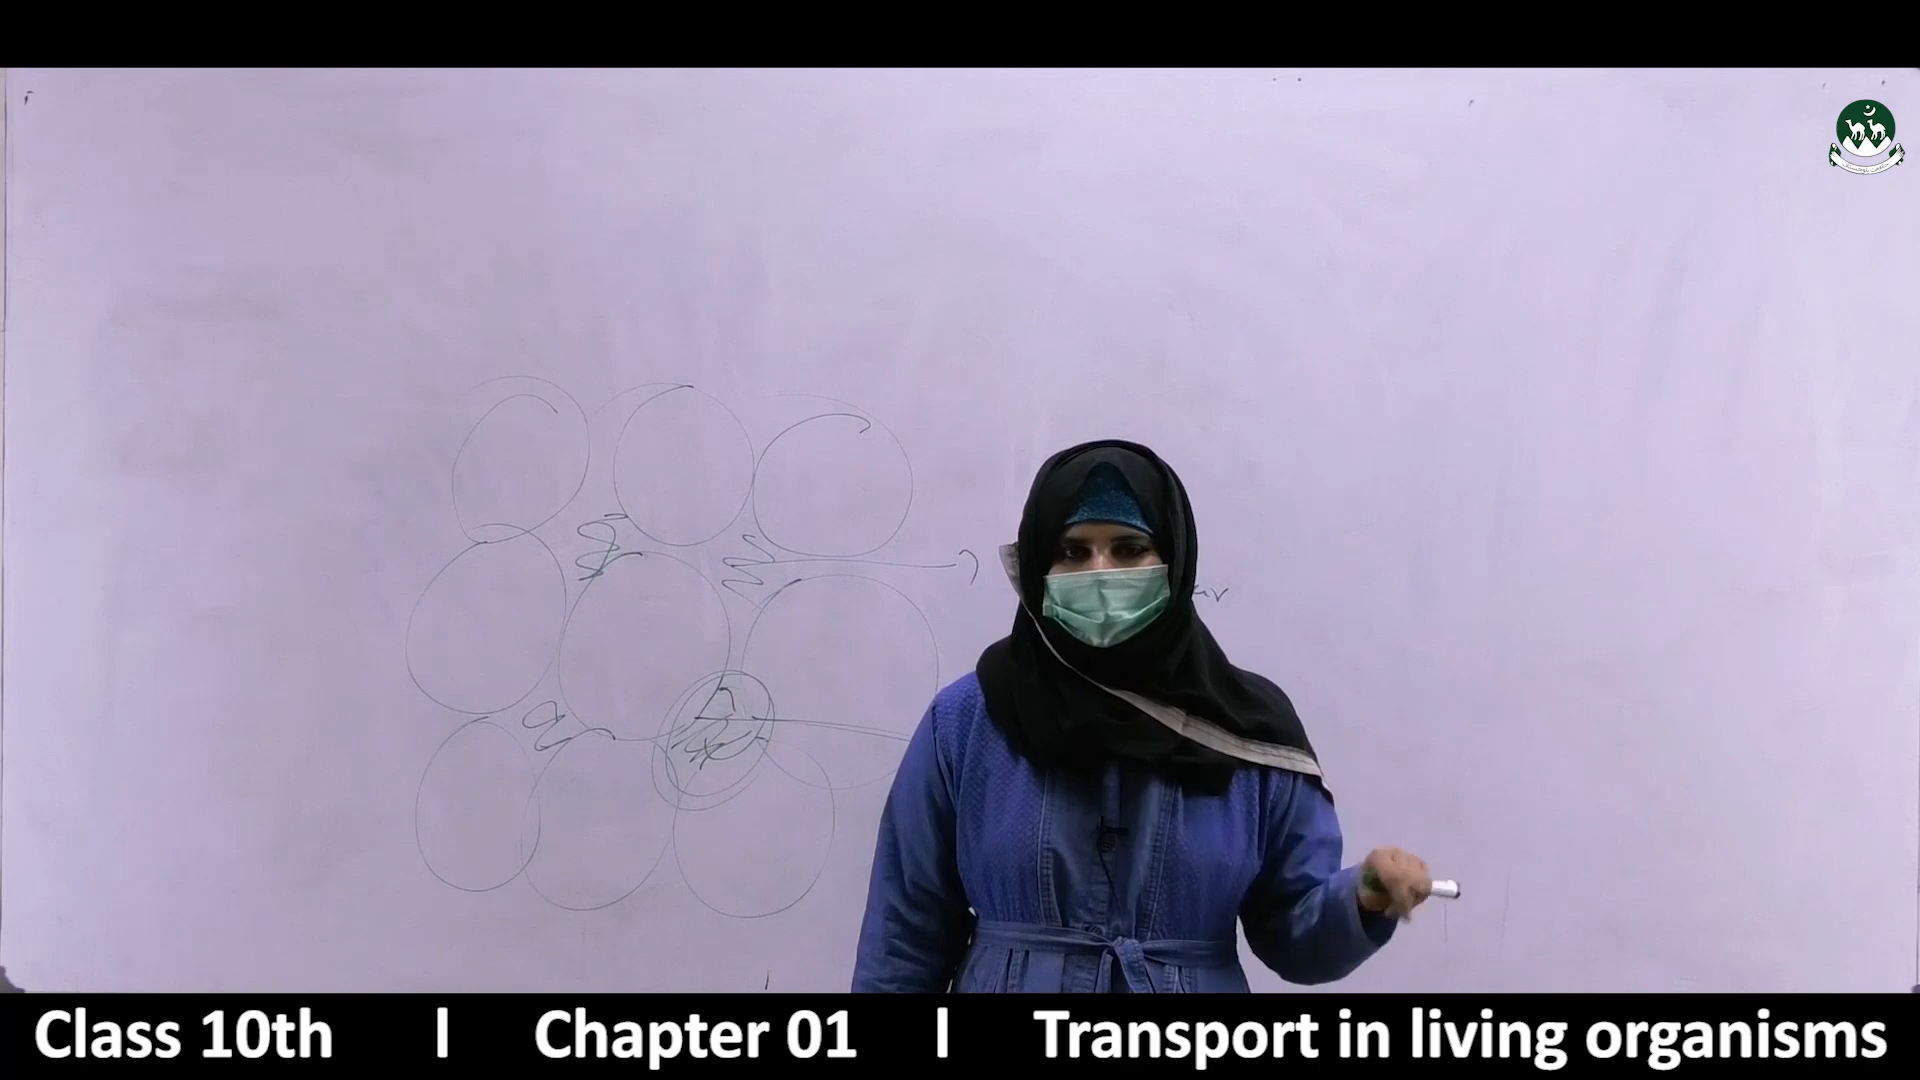 Class 10th | Chapter 01 | Transport in living organisms